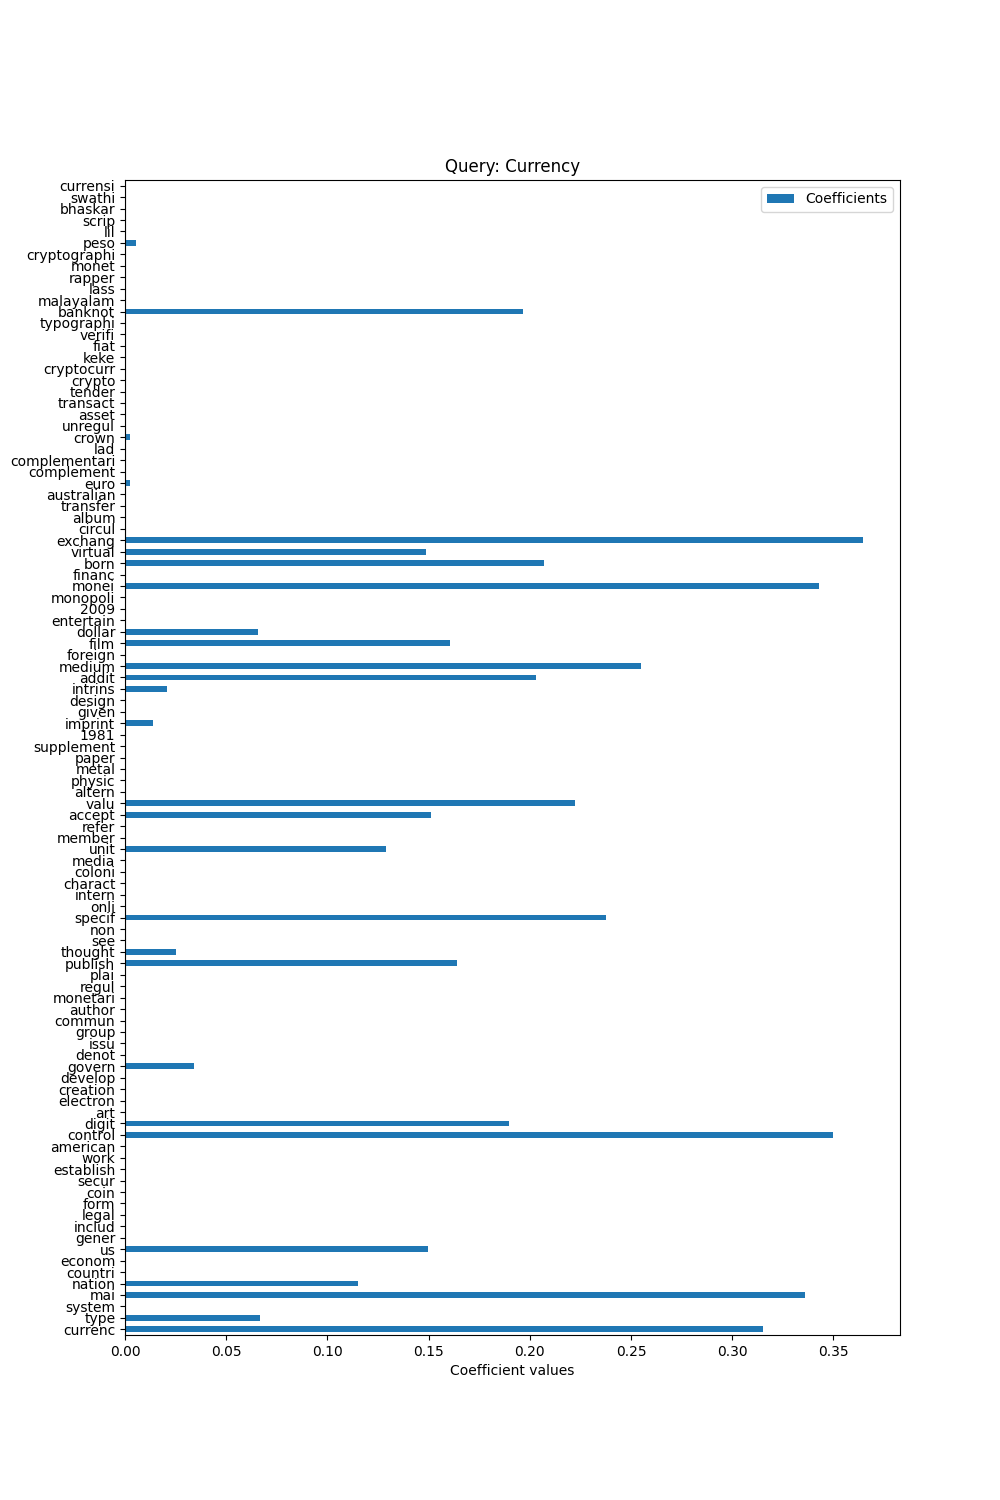 Query: Currency
Coefficients
currensi
swathi
bhaskar
scrip
lll
peso
cryptographi
monet
rapper
lass
malayalam
banknot
typographi
verifi
fiat
keke
cryptocurr
crypto
tender
transact
asset
unregul
crown
lad
complementari
complement
euro
australian
transfer
album
circul
exchang
virtual
born
financ
monei
monopoli
2009
entertain
dollar
film
foreign
medium
addit
intrins
design
given
imprint
1981
supplement
paper
metal
physic
altern
valu
accept
refer
member
unit
media
coloni
charact
intern
onli
specif
non
see
thought
publish
plai
regul
monetari
author
commun
group
issu
denot
govern
develop
creation
electron
art
digit
control
american
work
establish
secur
coin
form
legal
includ
gener
us
econom
countri
nation
mai
system
type
currenc
0.00 0.05 0.10 0.15 0.20 0.25 0.30 0.35
Coefficient values